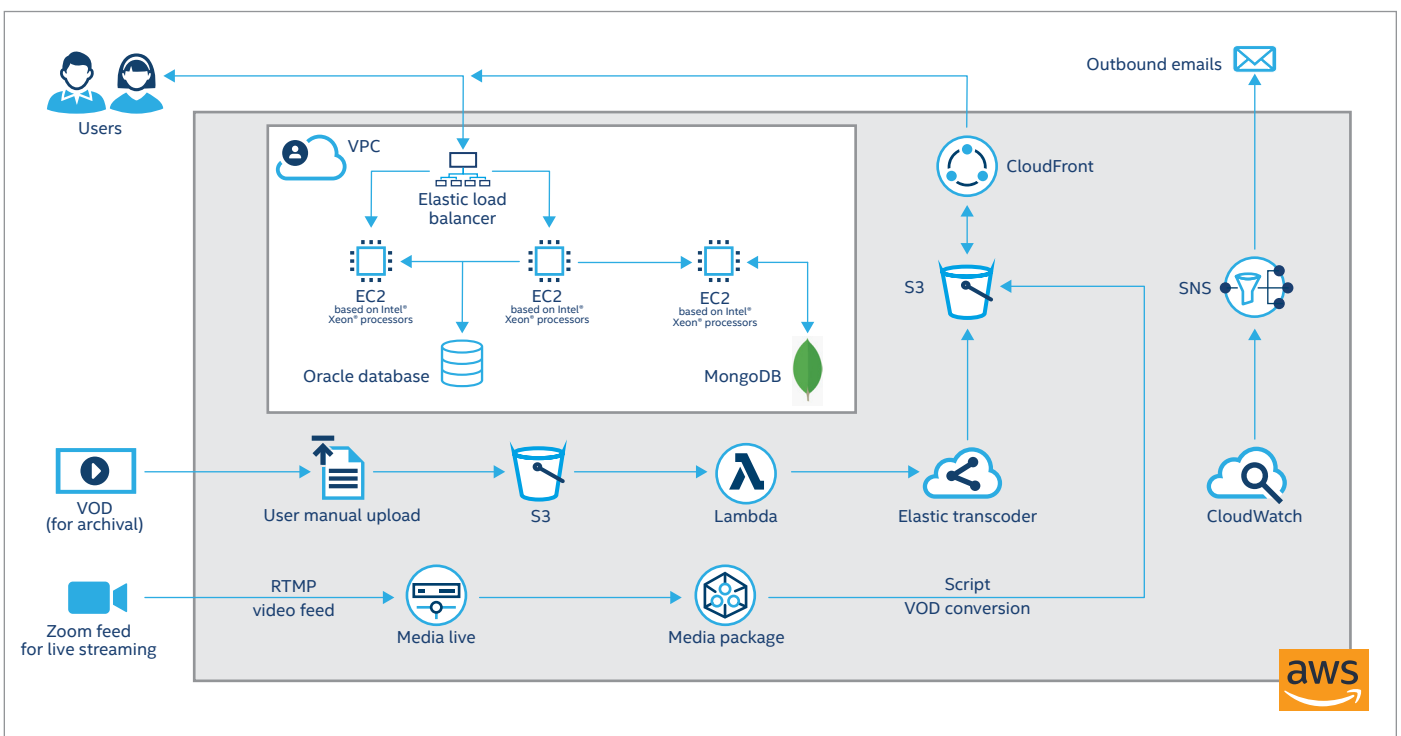 Users
Outbound emails
VPC
Elastic load
balancer
CloudFront
EC2
based on Intel®
Xeon® processors
EC2
based on Intel®
Xeon® processors
EC2
based on Intel®
Xeon® processors
S3
SNS
Oracle database
MongoDB
VOD
(for archival)
User manual upload
S3
Lambda
Elastic transcoder
CloudWatch
Zoom feed
for live streaming
RTMP
video feed
Media live
Media package
Script
VOD conversion
aws